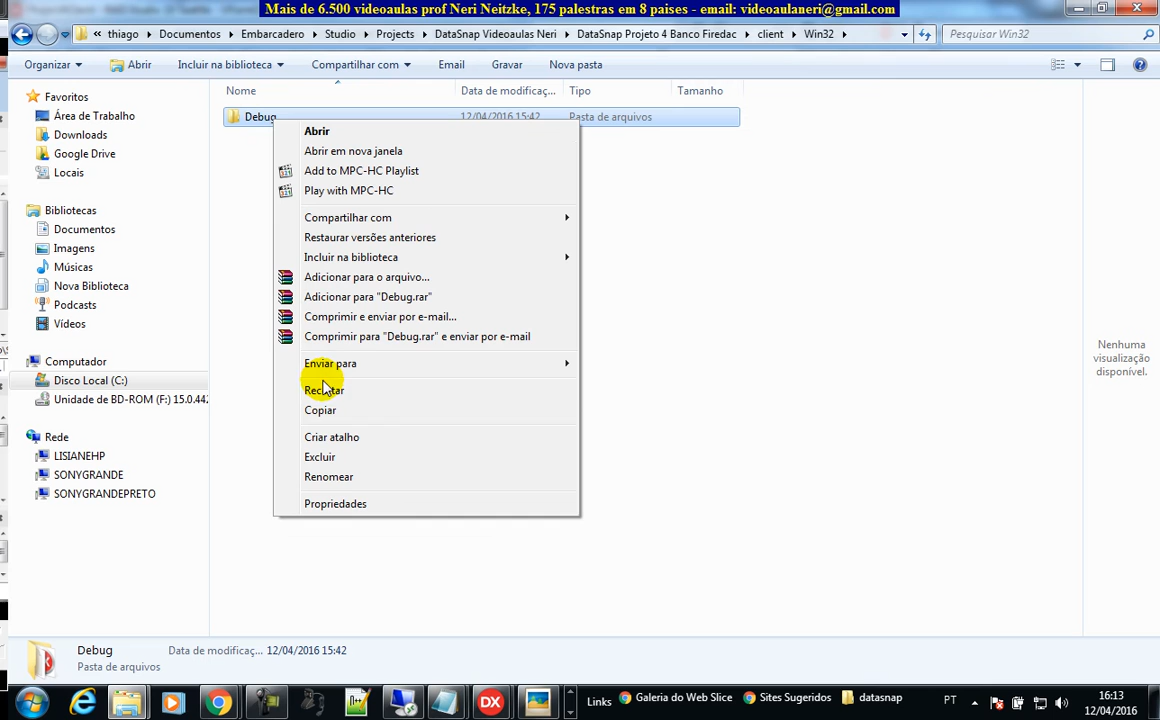 Mais de 6.500 videoaulas prof Neri Neitzke, 175 palestras em 8 paises - email: videoaulaneri@gmail.com
« thiago Documentos Embarcadero Studio Projects DataSnap Videoaulas Neri DataSnap Projeto 4 Banco Firedac client Win32
Pesquisar Win32
Organizar Abrir Incluir na biblioteca Compartilhar com Email Gravar Nova pasta
Nome Data de modificaç... Tipo Tamanho
Debug 12/04/2016 15:42 Pasta de arquivos
Favoritos
Área de Trabalho
Downloads
Google Drive
Locais
Bibliotecas
Documentos
Imagens
Músicas
Nova Biblioteca
Podcasts
Vídeos
Computador
Disco Local (C:)
Unidade de BD-ROM (F:) 15.0.442
Rede
LISIANEHP
SONYGRANDE
SONYGRANDEPRETO
Abrir
Abrir em nova janela
Add to MPC-HC Playlist
Play with MPC-HC
Compartilhar com
Restaurar versões anteriores
Incluir na biblioteca
Adicionar para o arquivo...
Adicionar para "Debug.rar"
Comprimir e enviar por e-mail...
Comprimir para "Debug.rar" e enviar por e-mail
Enviar para
Recortar
Copiar
Criar atalho
Excluir
Renomear
Propriedades
Nenhuma
visualização
disponível.
Debug Data de modificaç... 12/04/2016 15:42
Pasta de arquivos
DX
Links Galeria do Web Slice Sites Sugeridos datasnap PT
16:13
12/04/2016